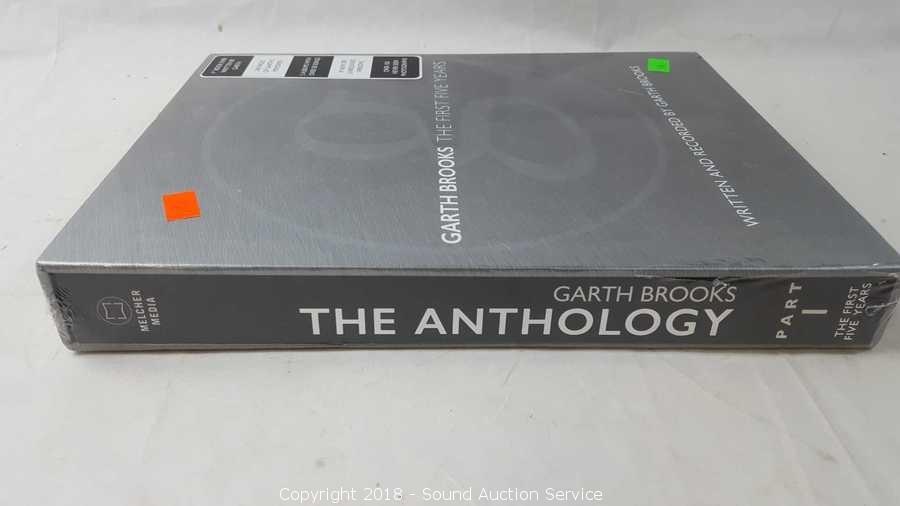 GARTH BROOKS THE FIRST FIVE YEARS
WRITTEN AND RECORDED BY GARTH BROOKS
MELCHER
MEDIA
GARTH BROOKS
THE ANTHOLOGY
PART
I
THE FIRST
FIVE YEARS
Copyright 2018 - Sound Auction Service